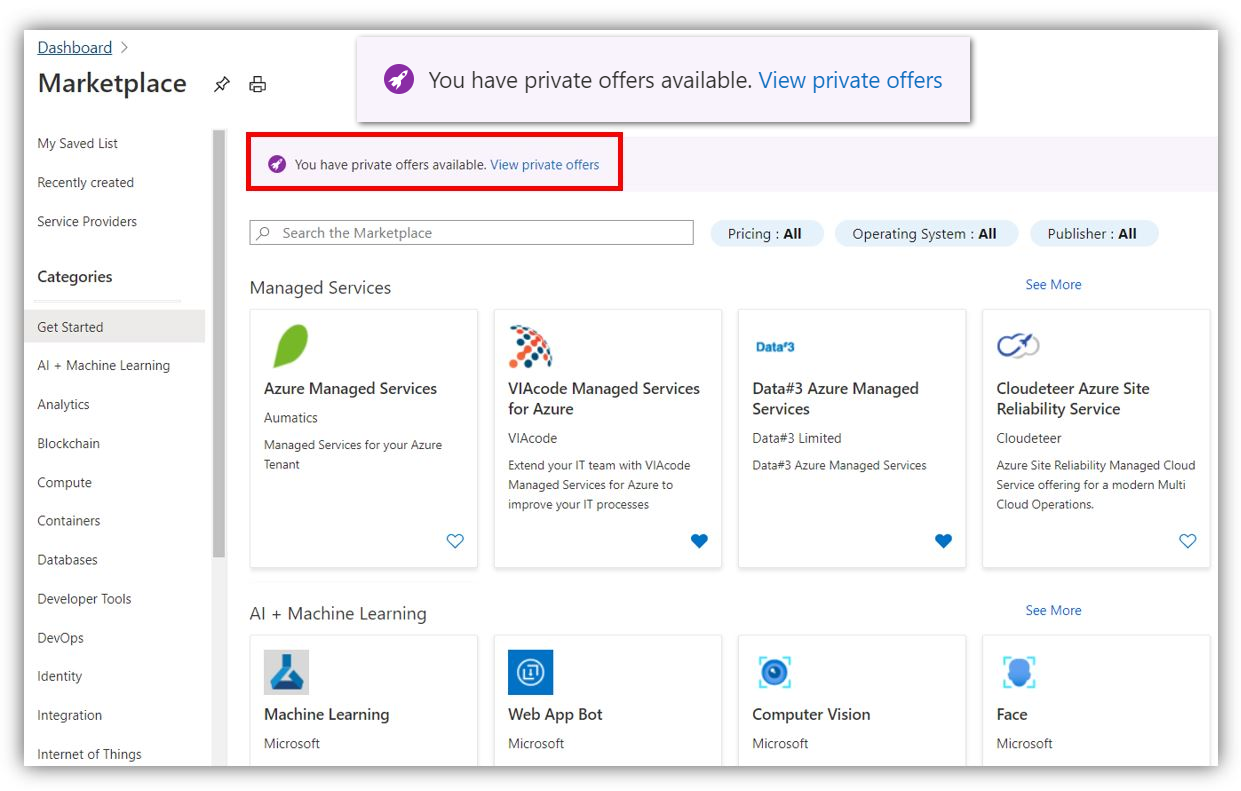 Dashboard >
Marketplace
You have private offers available. View private offers
My Saved List
Recently created
Service Providers
Categories
Get Started
AI + Machine Learning
Analytics
Blockchain
Compute
Containers
Databases
Developer Tools
DevOps
Identity
Integration
Internet of Things
You have private offers available. View private offers
Search the Marketplace
Pricing : All
Operating System : All
Publisher : All
Managed Services
See More
Azure Managed Services
Aumatics
Managed Services for your Azure
Tenant
VIAcode Managed Services
for Azure
VIAcode
Extend your IT team with VIAcode
Managed Services for Azure to
improve your IT processes
Data#3
Data#3 Azure Managed
Services
Data#3 Limited
Data#3 Azure Managed Services
Cloudeteer Azure Site
Reliability Service
Cloudeteer
Azure Site Reliability Managed Cloud
Service offering for a modern Multi
Cloud Operations.
AI + Machine Learning
See More
Machine Learning
Microsoft
Web App Bot
Microsoft
Computer Vision
Microsoft
Face
Microsoft